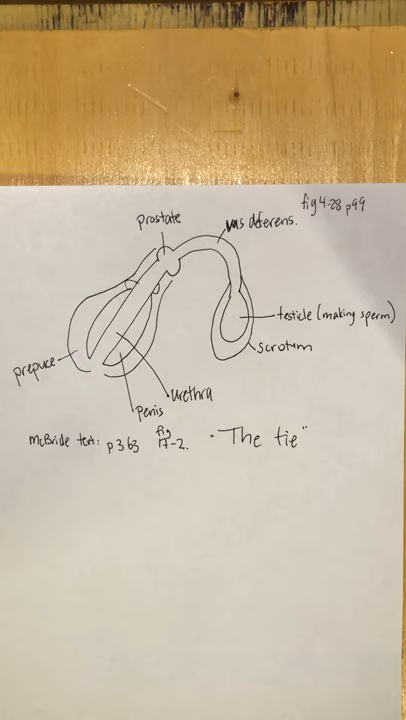 fig 4-28 p99
prostate
vas deferens.
testicle (making sperm)
scrotum
prepuce
urethra
penis
McBride text: p363 fig 17-2. · "The tie"